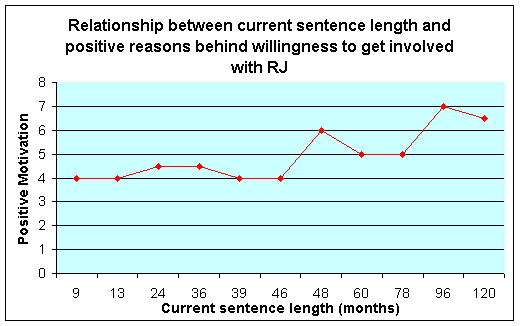 Relationship between current sentence length and
positive reasons behind willingness to get involved
with RJ
Positive Motivation
8
7
6
5
4
3
2
1
0
9 13 24 36 39 46 48 60 78 96 120
Current sentence length (months)